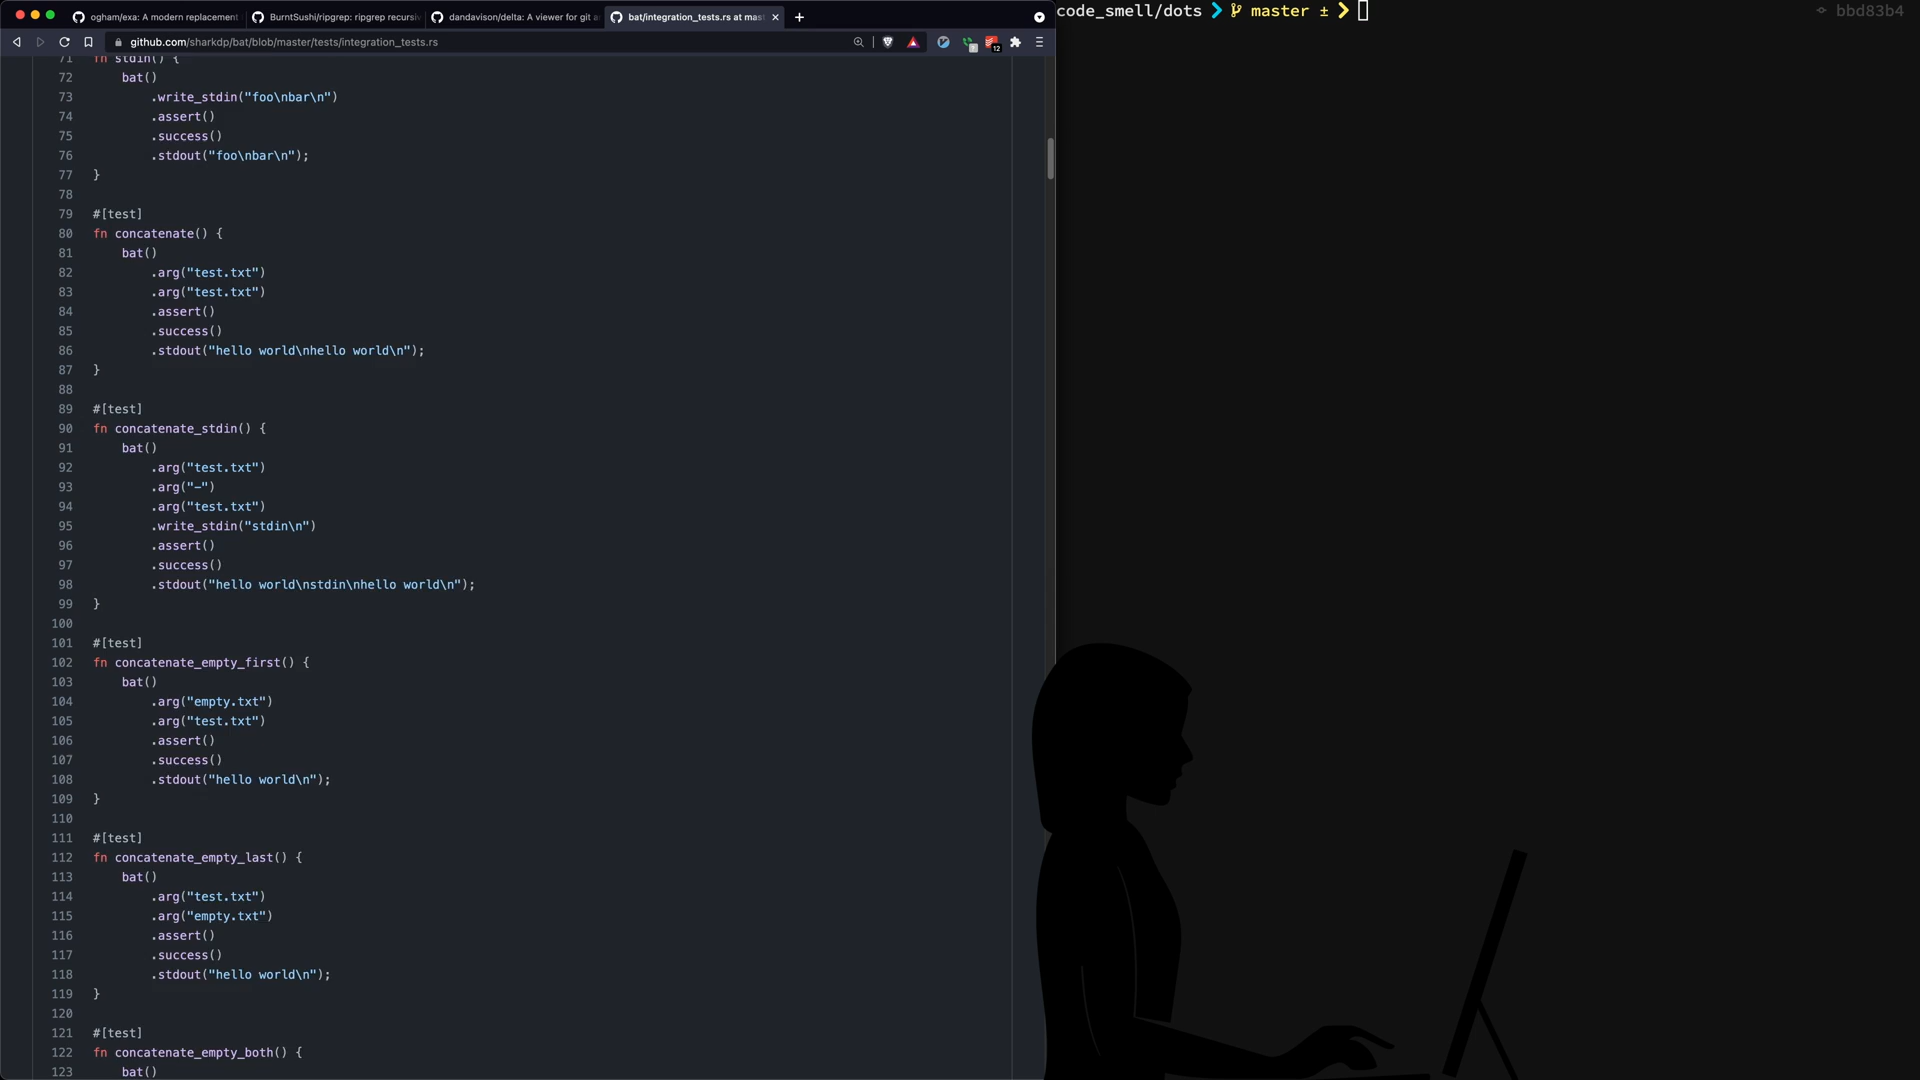 ogham/exa: A modern replacement
BurntSushi/ripgrep: ripgrep recursiv
dandavison/delta: A viewer for git a
bat/integration_tests.rs at mas
github.com/sharkdp/bat/blob/master/tests/integration_tests.rs
12
code_smell/dots master ±
bbd83b4
71 fn stdin() {
72 bat()
73 .write_stdin("foo\nbar\n")
74 .assert()
75 .success()
76 .stdout("foo\nbar\n");
77 }
78
79 #[test]
80 fn concatenate() {
81 bat()
82 .arg("test.txt")
83 .arg("test.txt")
84 .assert()
85 .success()
86 .stdout("hello world\nhello world\n");
87 }
88
89 #[test]
90 fn concatenate_stdin() {
91 bat()
92 .arg("test.txt")
93 .arg("-")
94 .arg("test.txt")
95 .write_stdin("stdin\n")
96 .assert()
97 .success()
98 .stdout("hello world\nstdin\nhello world\n");
99 }
100
101 #[test]
102 fn concatenate_empty_first() {
103 bat()
104 .arg("empty.txt")
105 .arg("test.txt")
106 .assert()
107 .success()
108 .stdout("hello world\n");
109 }
110
111 #[test]
112 fn concatenate_empty_last() {
113 bat()
114 .arg("test.txt")
115 .arg("empty.txt")
116 .assert()
117 .success()
118 .stdout("hello world\n");
119 }
120
121 #[test]
122 fn concatenate_empty_both() {
123 bat()